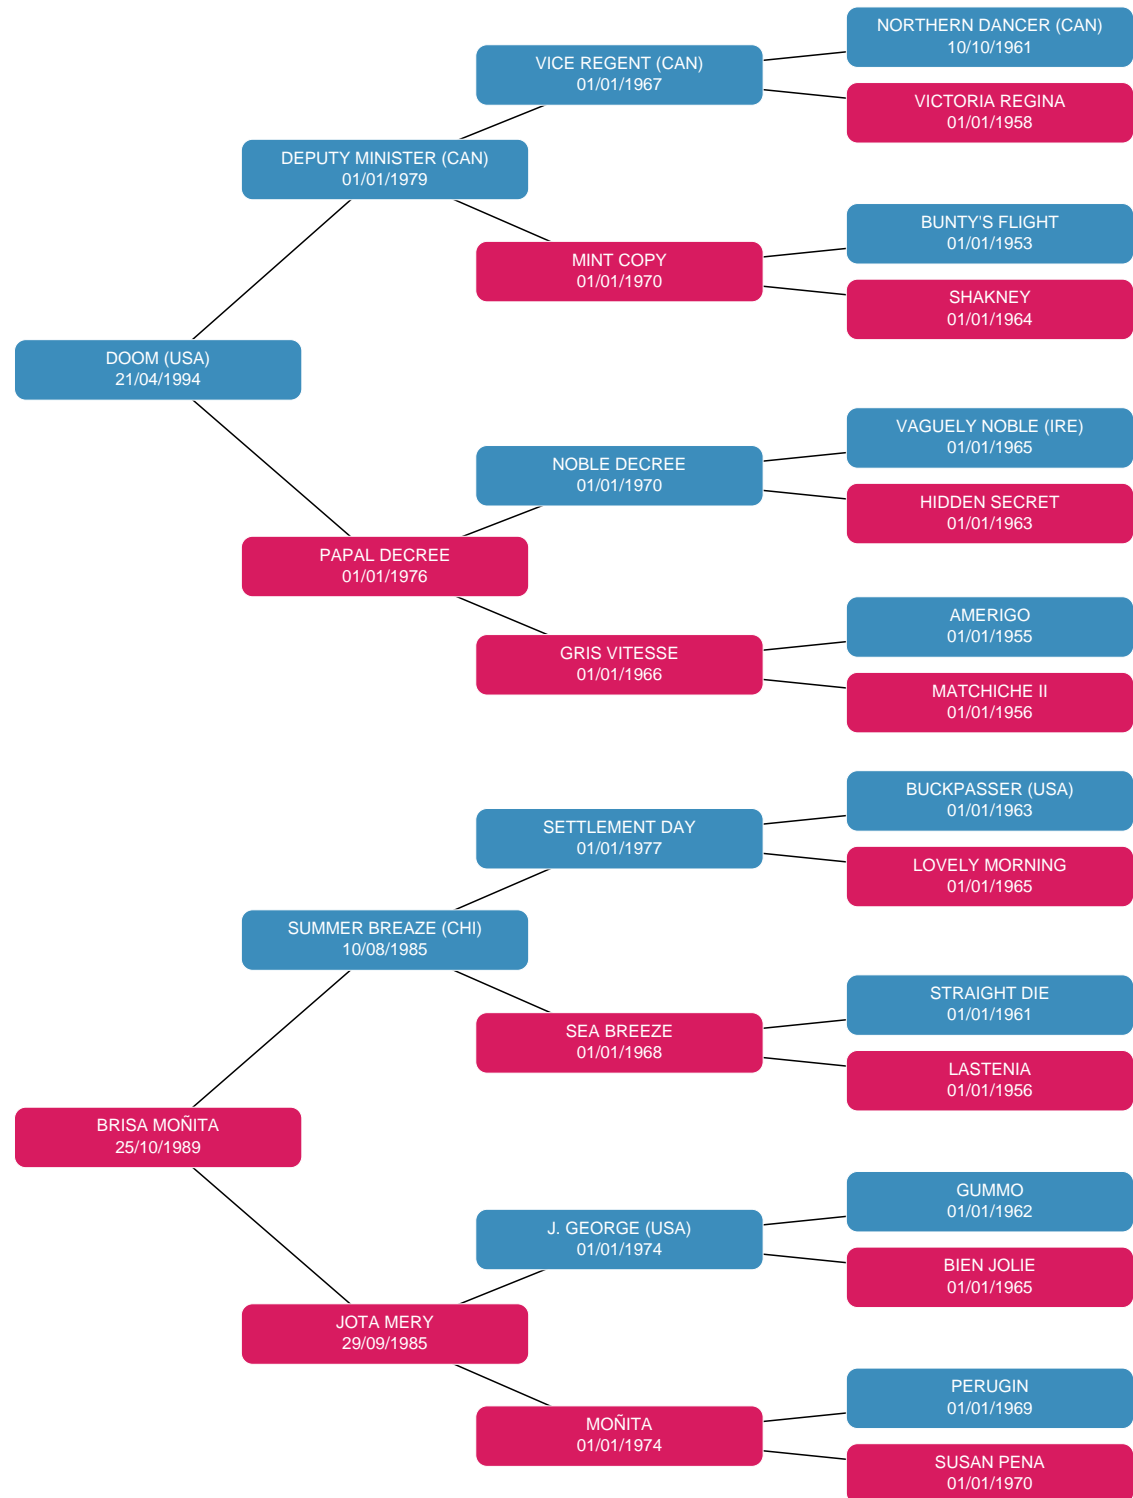 NORTHERN DANCER (CAN)
10/10/1961
VICE REGENT (CAN)
01/01/1967
VICTORIA REGINA
01/01/1958
DEPUTY MINISTER (CAN)
01/01/1979
BUNTY'S FLIGHT
01/01/1953
MINT COPY
01/01/1970
SHAKNEY
01/01/1964
DOOM (USA)
21/04/1994
VAGUELY NOBLE (IRE)
01/01/1965
NOBLE DECREE
01/01/1970
HIDDEN SECRET
01/01/1963
PAPAL DECREE
01/01/1976
AMERIGO
01/01/1955
GRIS VITESSE
01/01/1966
MATCHICHE II
01/01/1956
BUCKPASSER (USA)
01/01/1963
SETTLEMENT DAY
01/01/1977
LOVELY MORNING
01/01/1965
SUMMER BREAZE (CHI)
10/08/1985
STRAIGHT DIE
01/01/1961
SEA BREEZE
01/01/1968
LASTENIA
01/01/1956
BRISA MOÑITA
25/10/1989
GUMMO
01/01/1962
J. GEORGE (USA)
01/01/1974
BIEN JOLIE
01/01/1965
JOTA MERY
29/09/1985
PERUGIN
01/01/1969
MOÑITA
01/01/1974
SUSAN PENA
01/01/1970